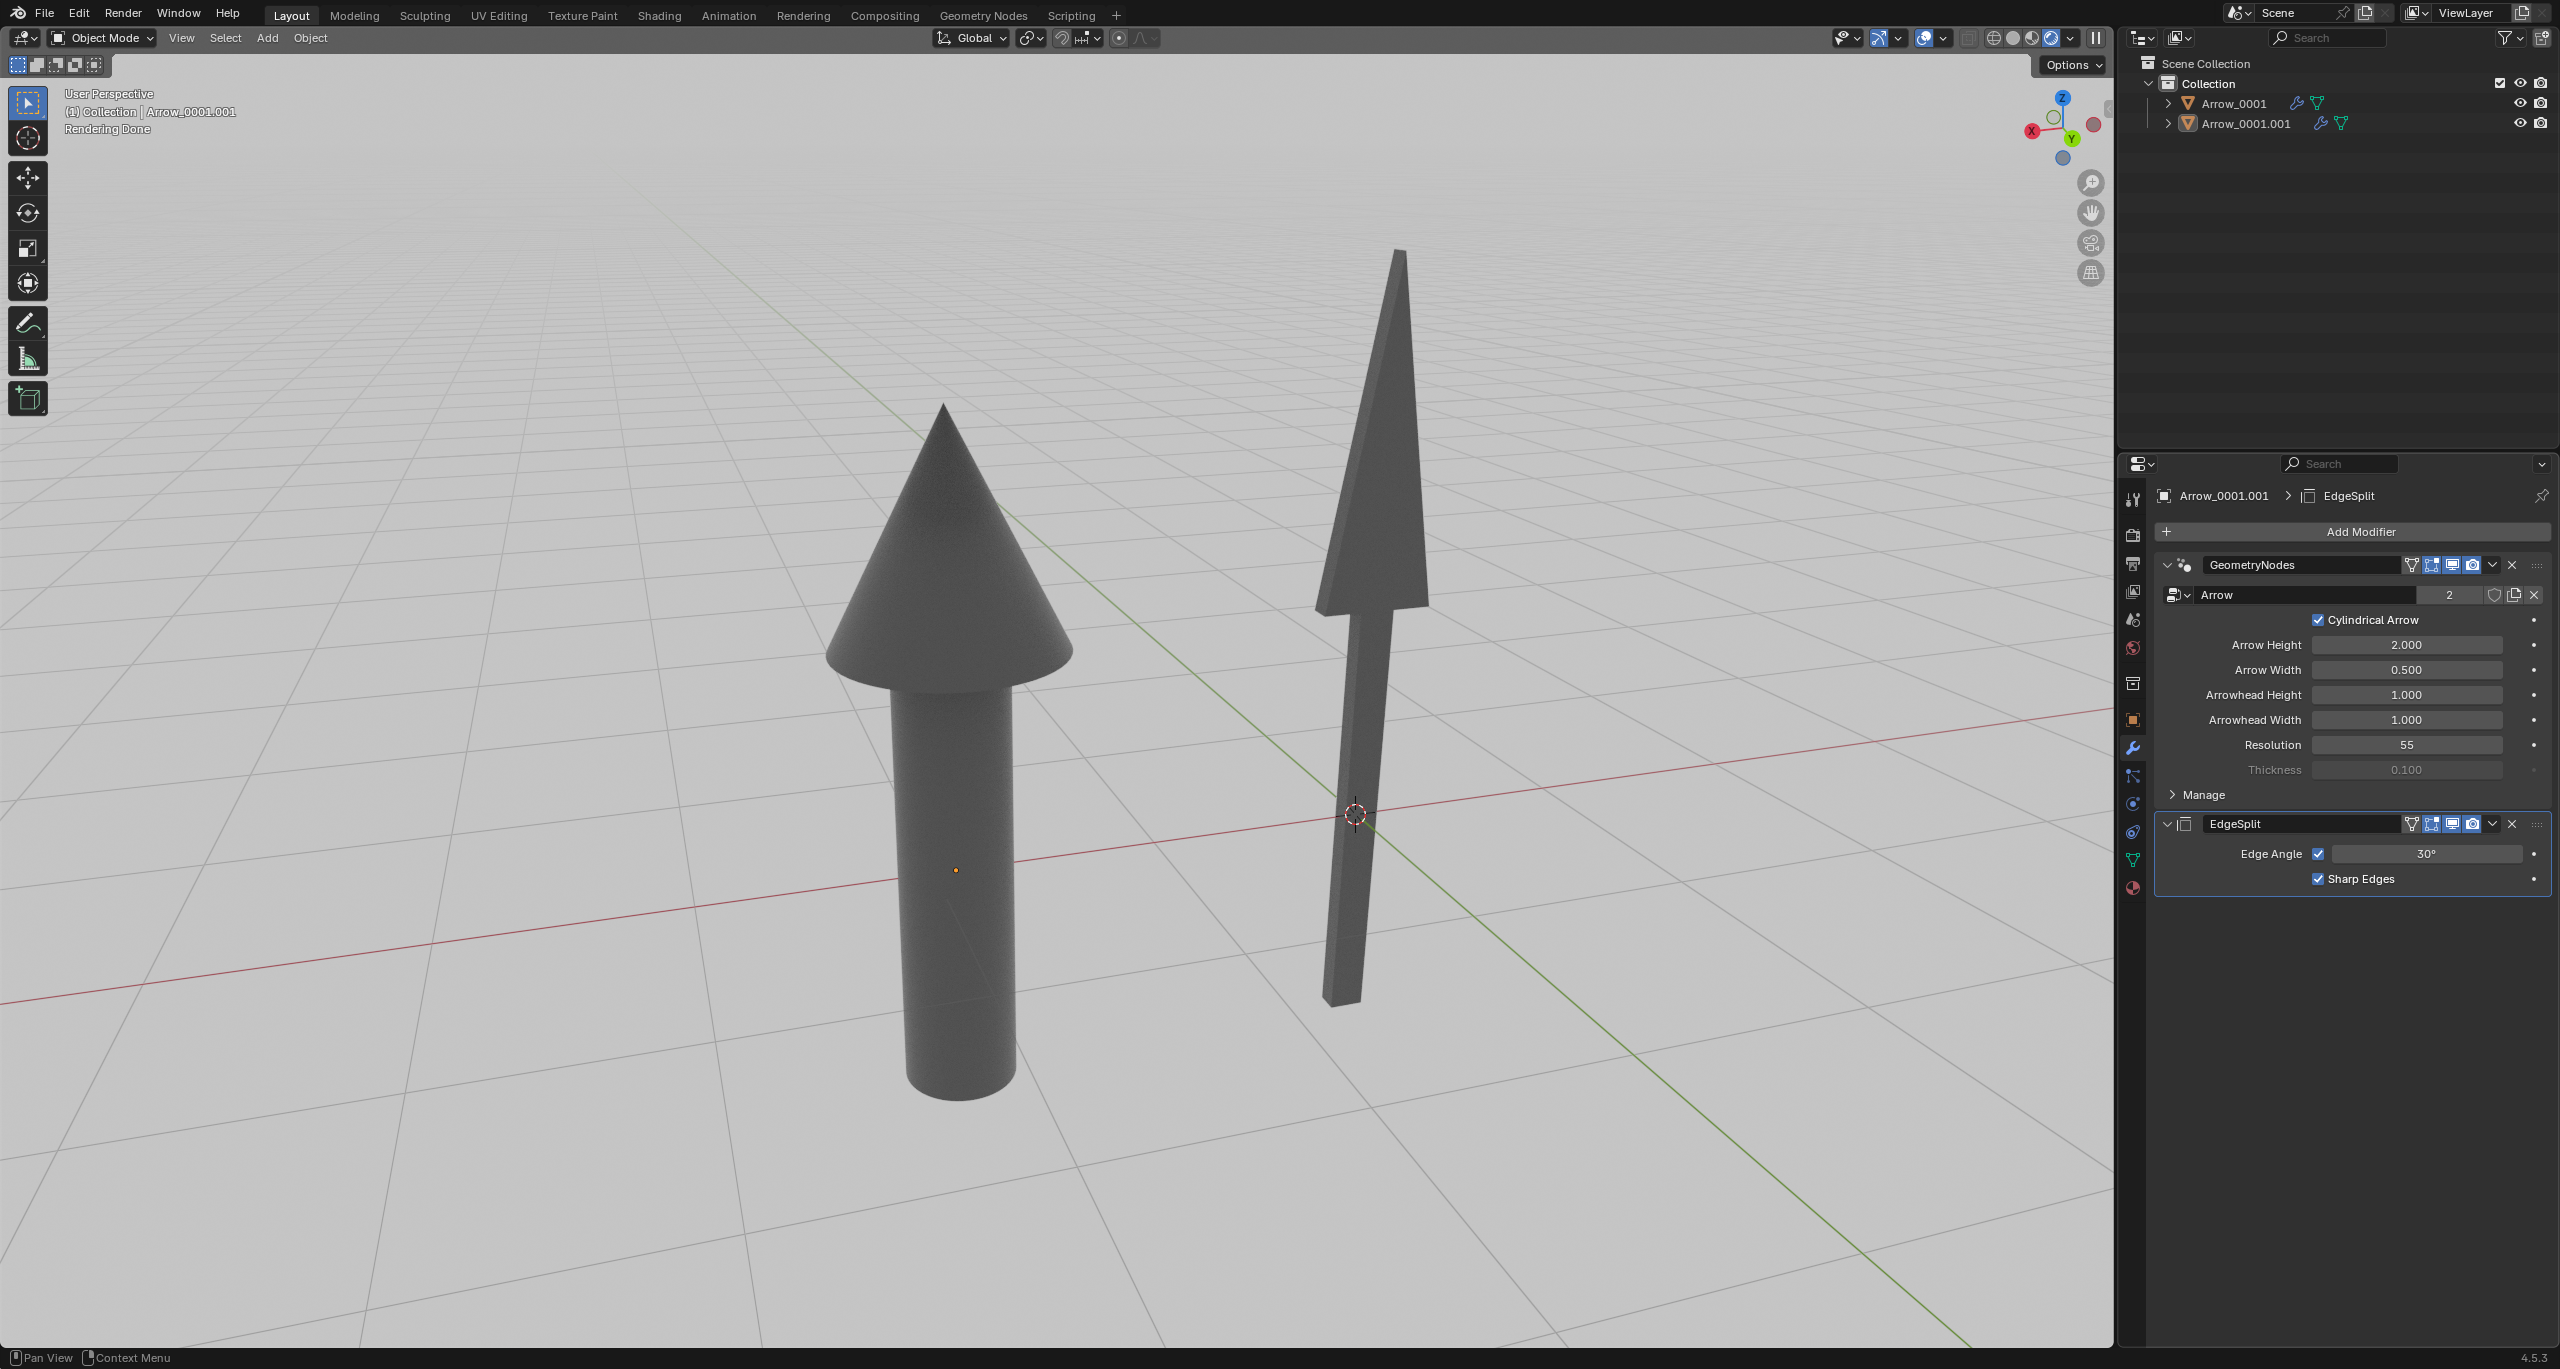 File Edit Render Window Help Layout Modeling Sculpting UV Editing Texture Paint Shading Animation Rendering Compositing Geometry Nodes Scripting + Scene ViewLayer
Object Mode View Select Add Object Global Search
Options
User Perspective
(1) Collection | Arrow_0001.001
Rendering Done
Z
X
Y
Scene Collection
Collection
Arrow_0001
Arrow_0001.001
Search
Arrow_0001.001 > EdgeSplit
+ Add Modifier
GeometryNodes
Arrow 2
Cylindrical Arrow
Arrow Height 2.000
Arrow Width 0.500
Arrowhead Height 1.000
Arrowhead Width 1.000
Resolution 55
Thickness 0.100
Manage
EdgeSplit
Edge Angle 30°
Sharp Edges
Pan View Context Menu 4.5.3